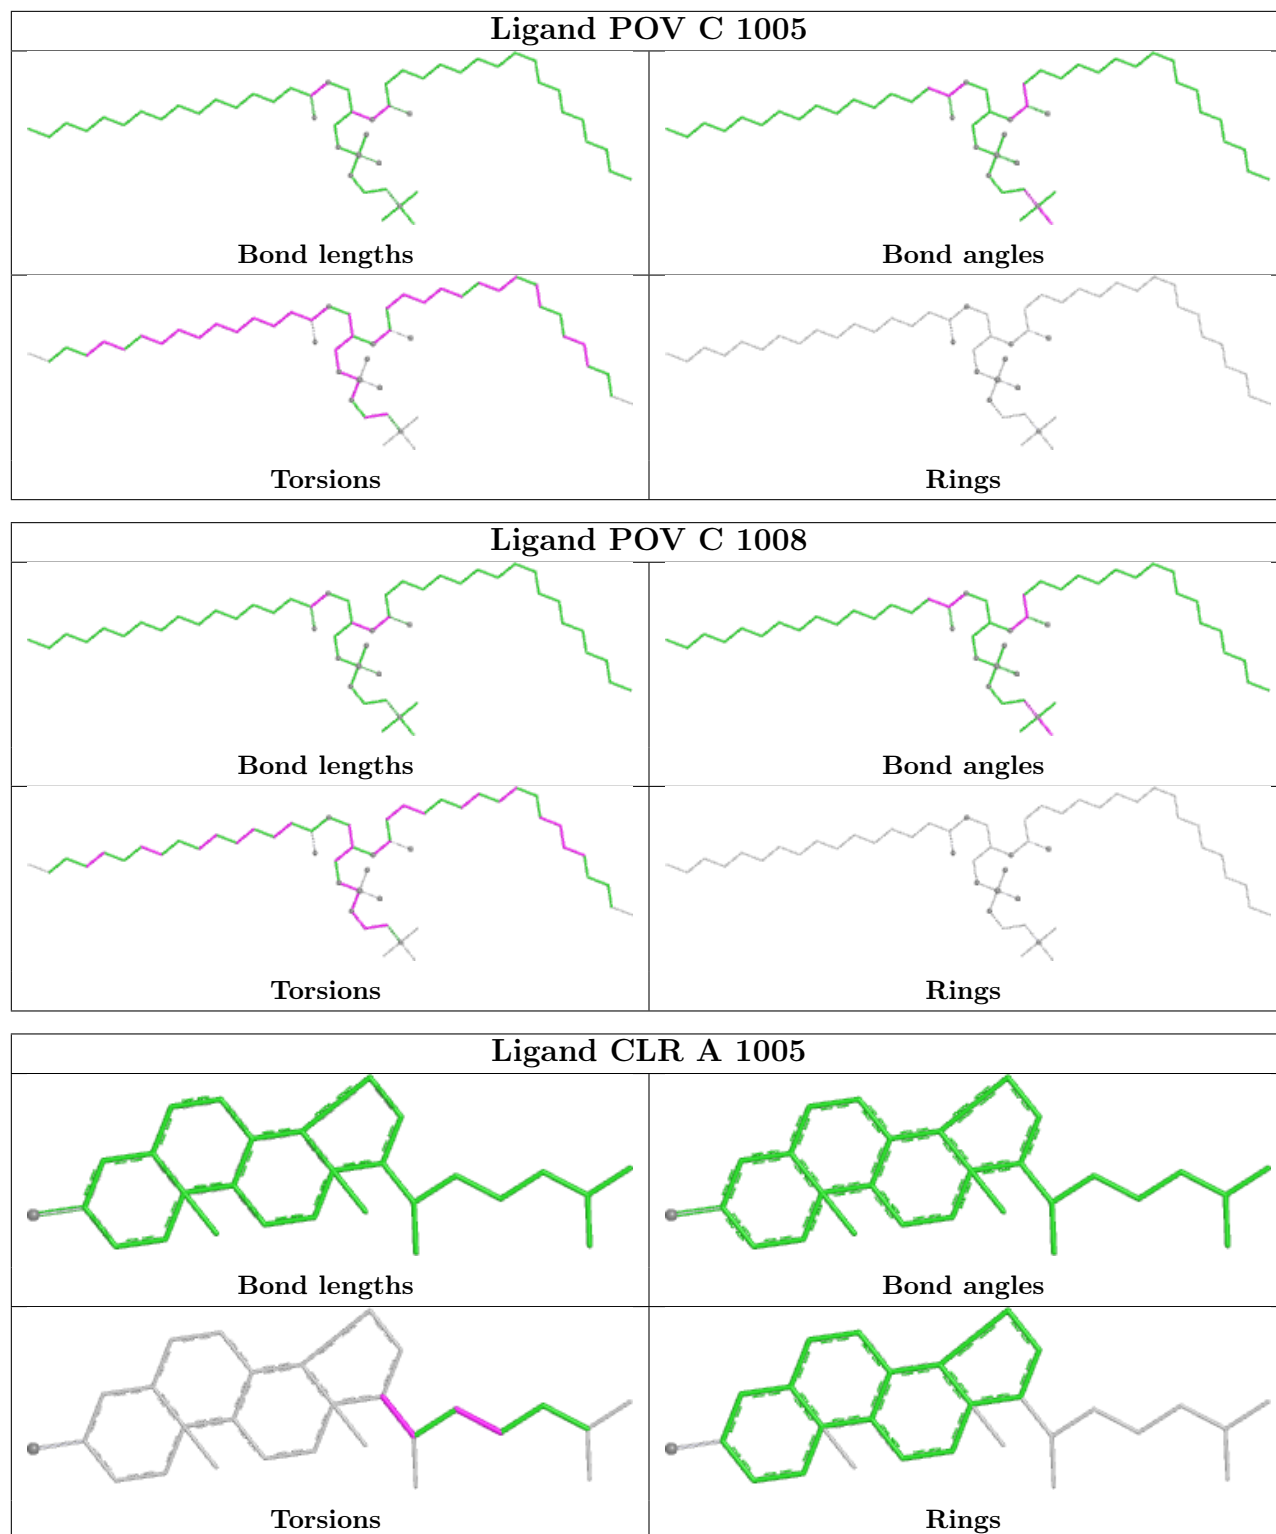 Ligand POV C 1005
Bond lengths
Bond angles
Torsions
Rings
Ligand POV C 1008
Bond lengths
Bond angles
Torsions
Rings
Ligand CLR A 1005
Bond lengths
Bond angles
Torsions
Rings